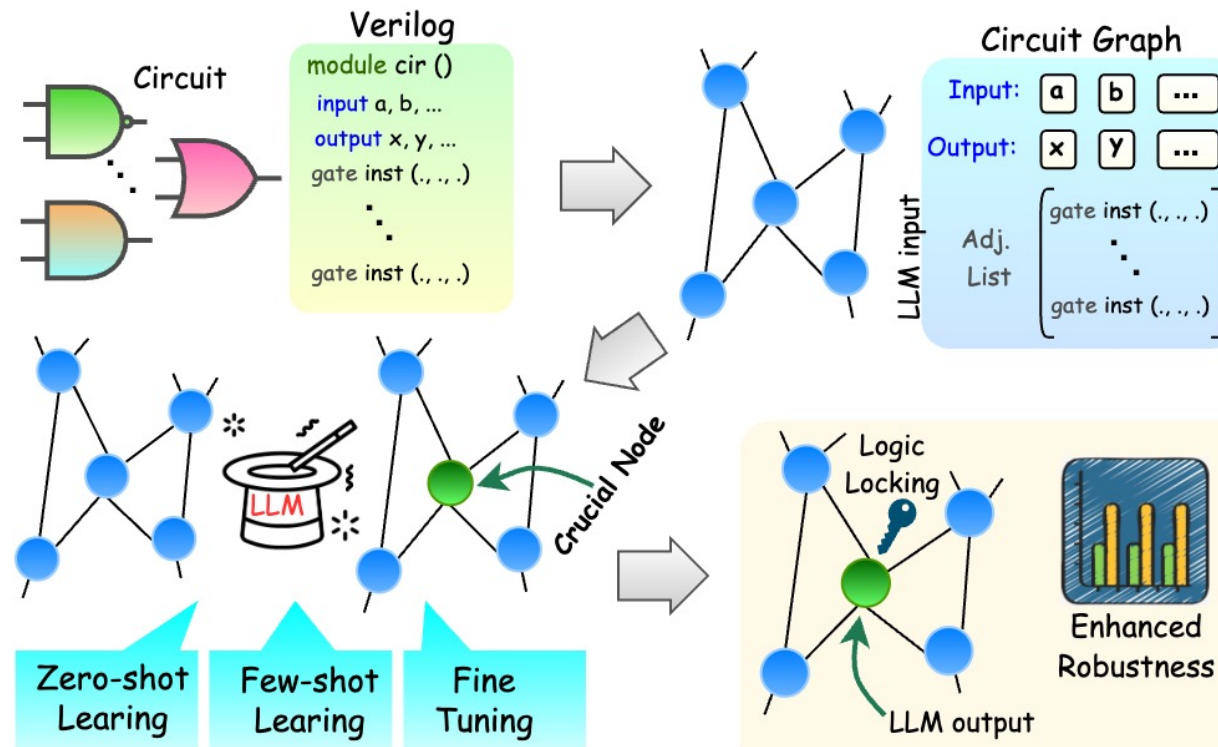 Circuit
Verilog
module cir ()
input a, b, ...
output x, y, ...
gate inst (., ., .)
gate inst (., ., .)
Circuit Graph
Input: a b ...
Output: x y ...
Adj.
List
gate inst (., ., .)
gate inst (., ., .)
LLM input
LLM
Crucial Node
Zero-shot
Learing
Few-shot
Learing
Fine
Tuning
Logic
Locking
LLM output
Enhanced
Robustness